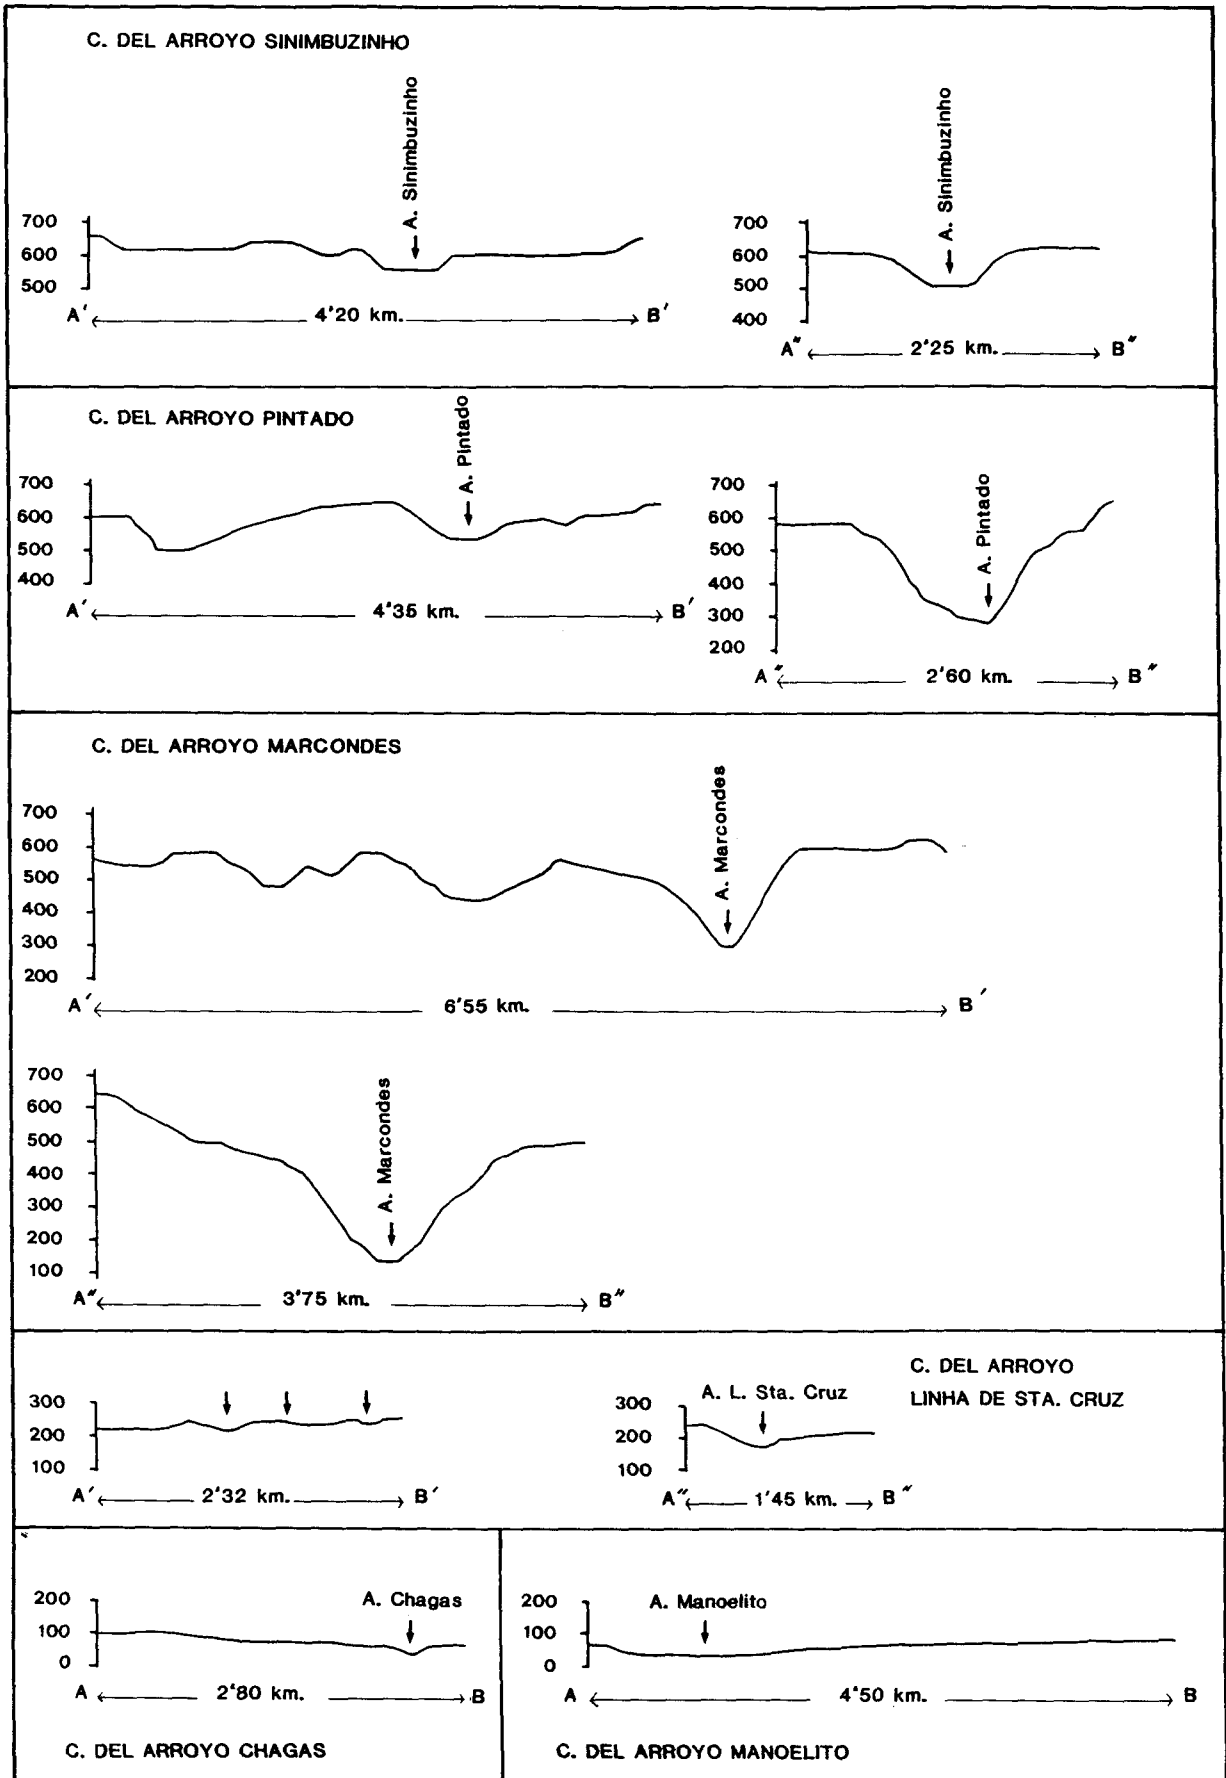 C. DEL ARROYO SINIMBUZINHO
A. Sinimbuzinho
700
600
500
A' 4'20 km. B'
A. Sinimbuzinho
700
600
500
400
A" 2'25 km. B"
C. DEL ARROYO PINTADO
A. Pintado
700
600
500
400
A' 4'35 km. B'
A. Pintado
700
600
500
400
300
200
A" 2'60 km. B"
C. DEL ARROYO MARCONDES
A. Marcondes
700
600
500
400
300
200
A' 6'55 km. B'
A. Marcondes
700
600
500
400
300
200
100
A" 3'75 km. B"
300
200
100
A' 2'32 km. B'
C. DEL ARROYO
LINHA DE STA. CRUZ
A. L. Sta. Cruz
300
200
100
A" 1'45 km. B"
A. Chagas
200
100
0
A 2'80 km. B
C. DEL ARROYO CHAGAS
A. Manoelito
200
100
0
A 4'50 km. B
C. DEL ARROYO MANOELITO